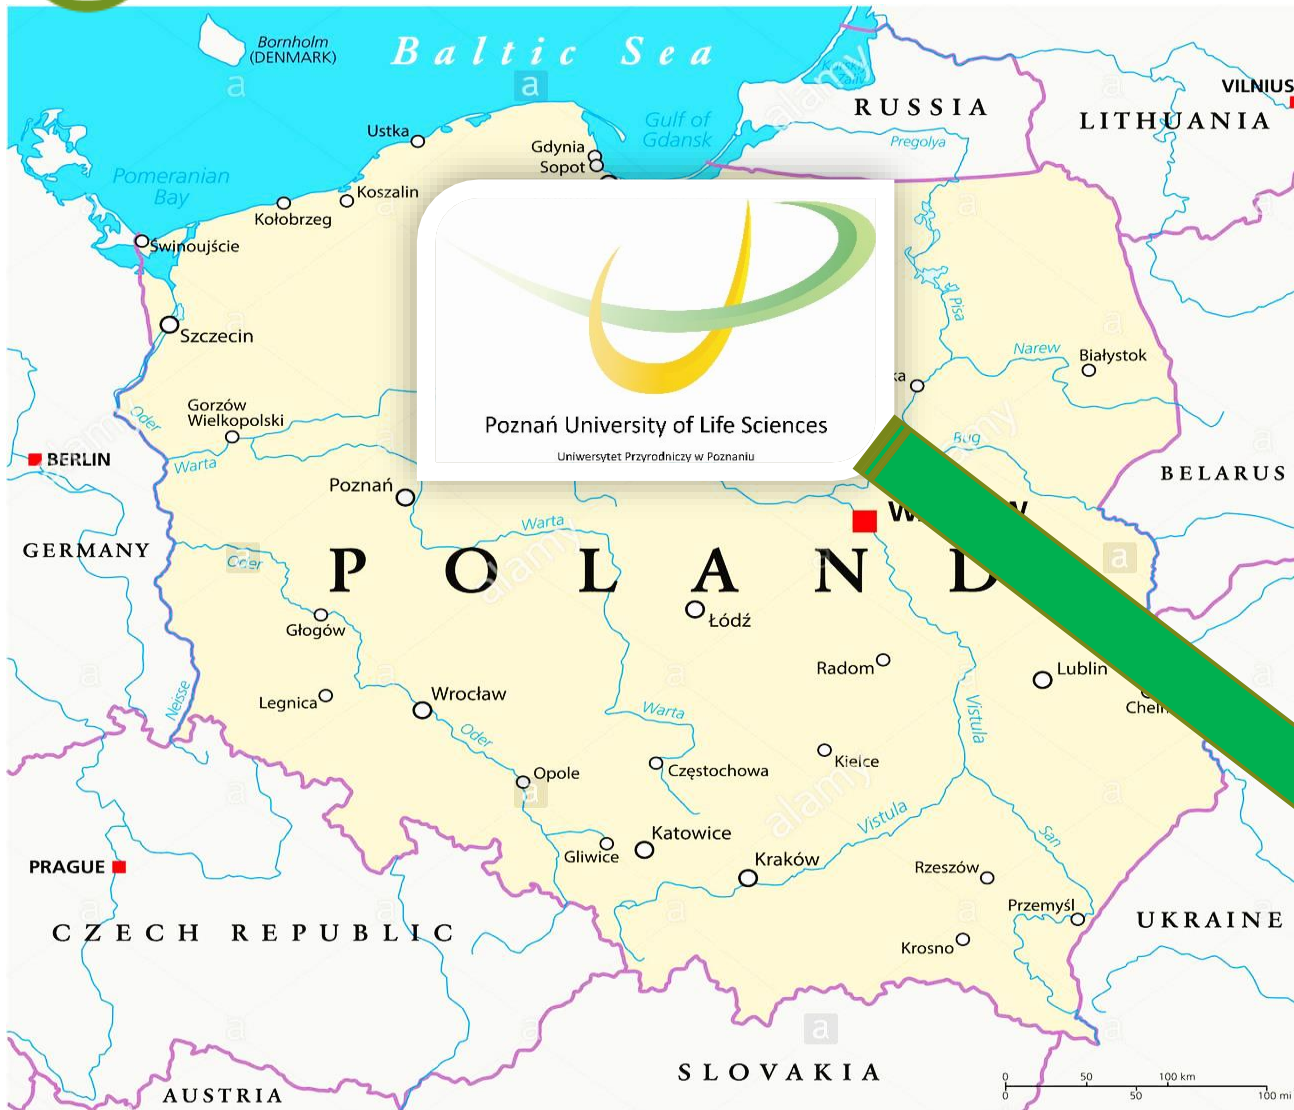 Bornholm
(DENMARK)
Baltic Sea
VILNIUS
RUSSIA
LITHUANIA
Gulf of
Gdansk
Ustka
Gdynia
Sopot
Pregolya
Pomeranian
Bay
Koszalin
Kołobrzeg
Świnoujście
Szczecin
Pisa
Narew
Białystok
ka
Gorzów
Wielkopolski
Oder
Warta
BERLIN
Poznań University of Life Sciences
Uniwersytet Przyrodniczy w Poznaniu
Bug
BELARUS
Poznań
Warta
GERMANY
Oder
POLAND
Głogów
Łódź
Radom
Lublin
Legnica
Wrocław
Neisse
Warta
Vistula
Oder
Opole
Częstochowa
Kielce
Katowice
Gliwice
Vistula
San
PRAGUE
Kraków
Rzeszów
Przemyśl
CZECH REPUBLIC
Krosno
UKRAINE
SLOVAKIA
AUSTRIA
0 50 100 km
50 100 mi
a
alamy